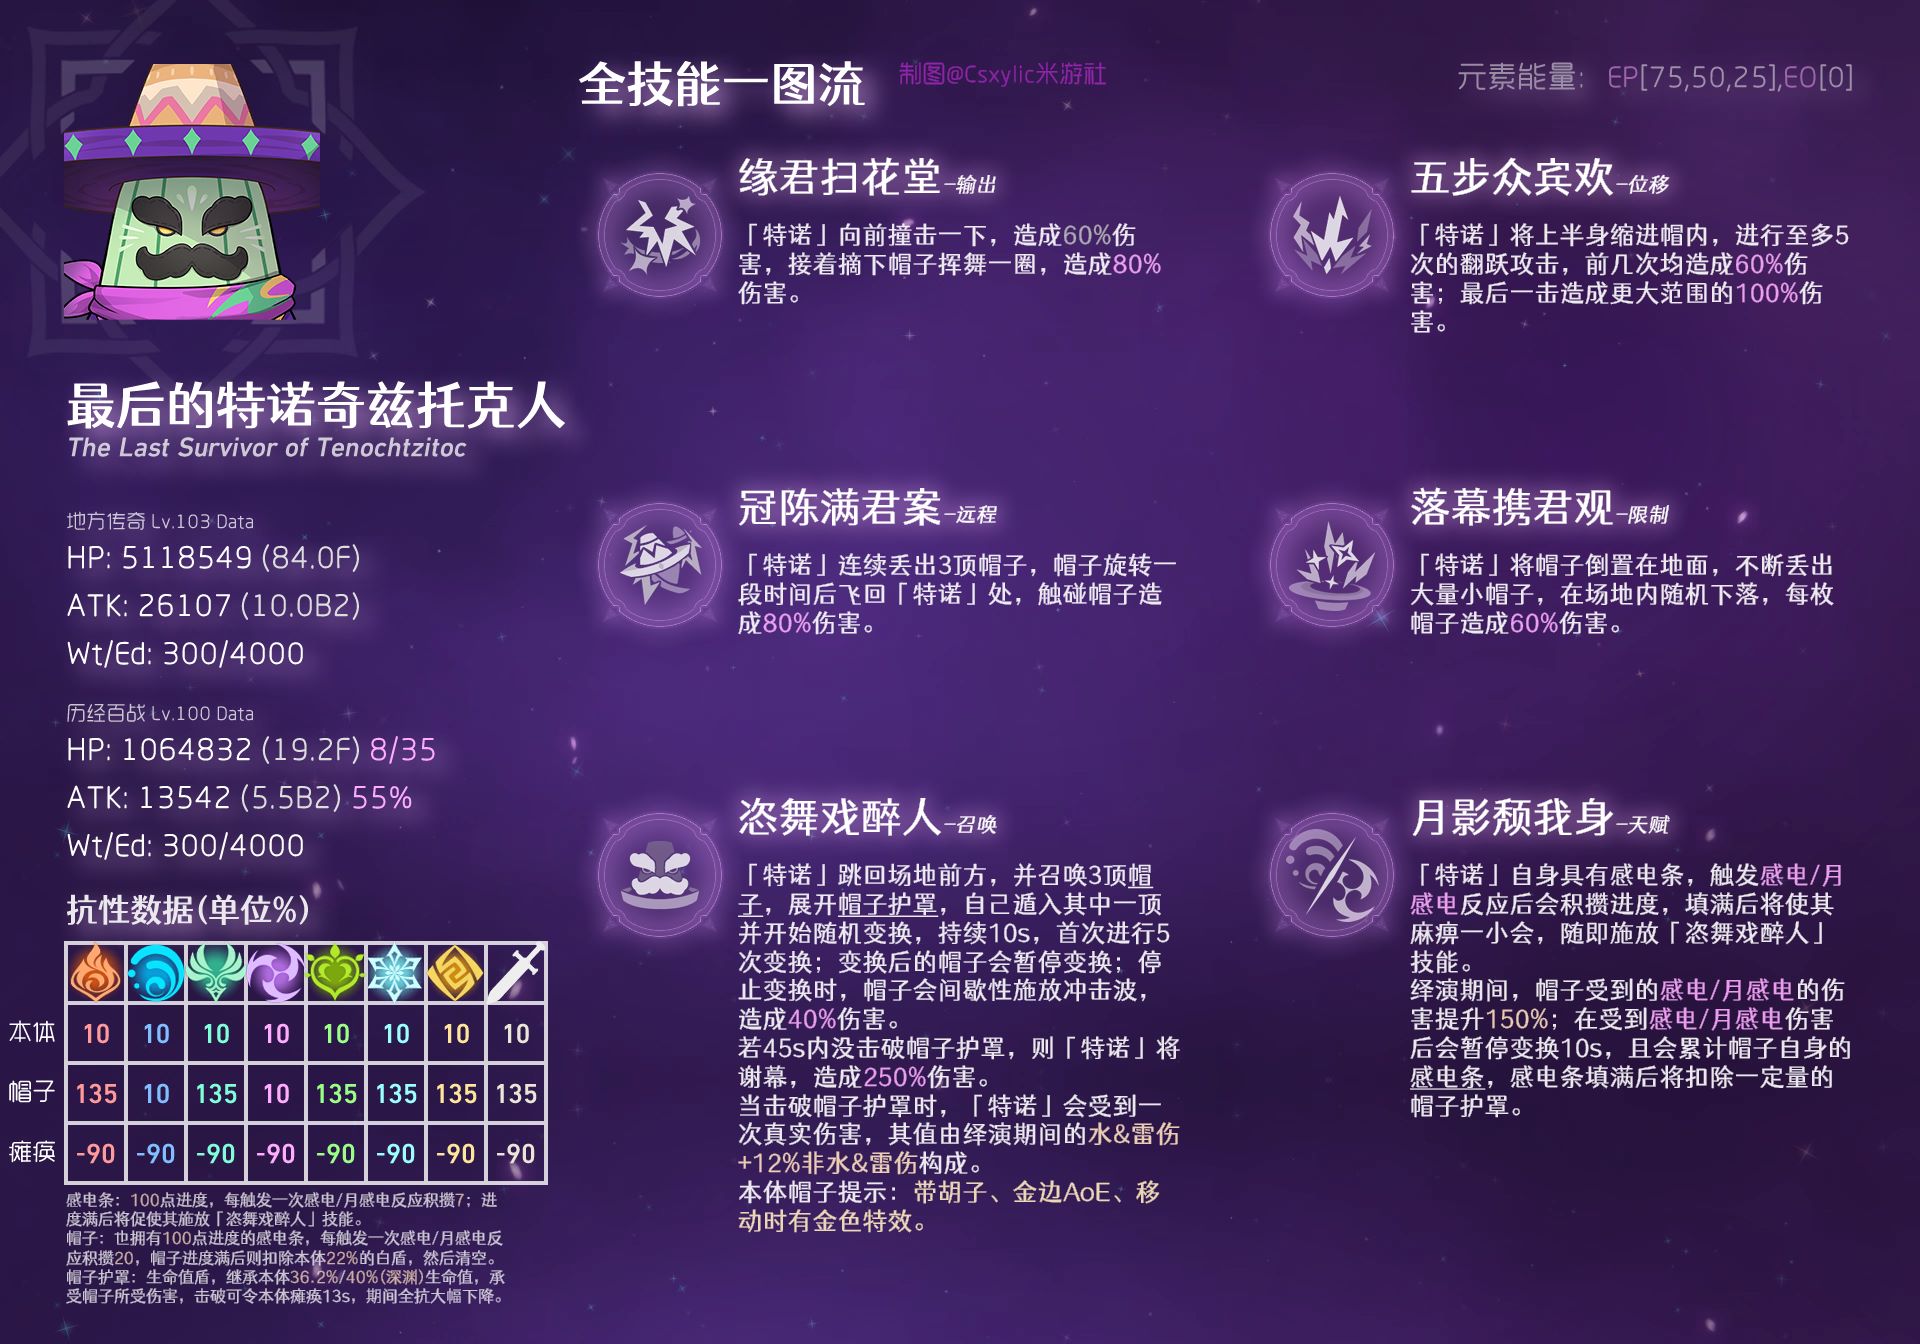 全技能一图流
制图@Csxylic米游社
元素能量：EP[75,50,25],EO[0]
最后的特诺奇兹托克人
The Last Survivor of Tenochtzitoc
地方传奇 Lv.103 Data
HP: 5118549 (84.0F)
ATK: 26107 (10.0B2)
Wt/Ed: 300/4000
历经百战 Lv.100 Data
HP: 1064832 (19.2F) 8/35
ATK: 13542 (5.5B2) 55%
Wt/Ed: 300/4000
抗性数据(单位%)
本体 10 10 10 10 10 10 10 10
帽子 135 10 135 10 135 135 135 135
瘫痪 -90 -90 -90 -90 -90 -90 -90 -90
感电条：100点进度，每触发一次感电/月感电反应积攒7；进
度满后将促使其施放「恣舞戏醉人」技能。
帽子：也拥有100点进度的感电条，每触发一次感电/月感电反
应积攒20，帽子进度满后则扣除本体22%的白盾，然后清空。
帽子护罩：生命值盾，继承本体36.2%/40%(深渊)生命值，承
受帽子所受伤害，击破可令本体瘫痪13s，期间全抗大幅下降。
缘君扫花堂-输出
「特诺」向前撞击一下，造成60%伤
害，接着摘下帽子挥舞一圈，造成80%
伤害。
五步众宾欢-位移
「特诺」将上半身缩进帽内，进行至多5
次的翻跃攻击，前几次均造成60%伤
害；最后一击造成更大范围的100%伤
害。
冠陈满君案-远程
「特诺」连续丢出3顶帽子，帽子旋转一
段时间后飞回「特诺」处，触碰帽子造
成80%伤害。
落幕携君观-限制
「特诺」将帽子倒置在地面，不断丢出
大量小帽子，在场地内随机下落，每枚
帽子造成60%伤害。
恣舞戏醉人-召唤
「特诺」跳回场地前方，并召唤3顶帽
子，展开帽子护罩，自己遁入其中一顶
并开始随机变换，持续10s，首次进行5
次变换；变换后的帽子会暂停变换；停
止变换时，帽子会间歇性施放冲击波，
造成40%伤害。
若45s内没击破帽子护罩，则「特诺」将
谢幕，造成250%伤害。
当击破帽子护罩时，「特诺」会受到一
次真实伤害，其值由绎演期间的水&雷伤
+12%非水&雷伤构成。
本体帽子提示：带胡子、金边AoE、移
动时有金色特效。
月影颓我身-天赋
「特诺」自身具有感电条，触发感电/月
感电反应后会积攒进度，填满后将使其
麻痹一小会，随即施放「恣舞戏醉人」
技能。
绎演期间，帽子受到的感电/月感电的伤
害提升150%；在受到感电/月感电伤害
后会暂停变换10s，且会累计帽子自身的
感电条，感电条填满后将扣除一定量的
帽子护罩。